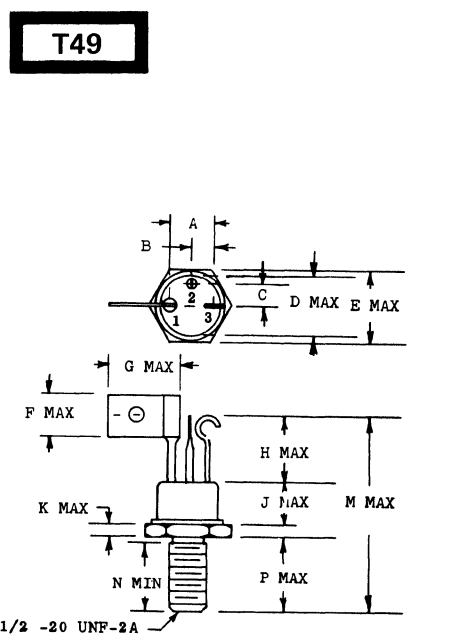 T49
A
B
C
D MAX
E MAX
2
1
3
G MAX
F MAX
H MAX
K MAX
J MAX
M MAX
N MIN
P MAX
1/2 -20 UNF-2A